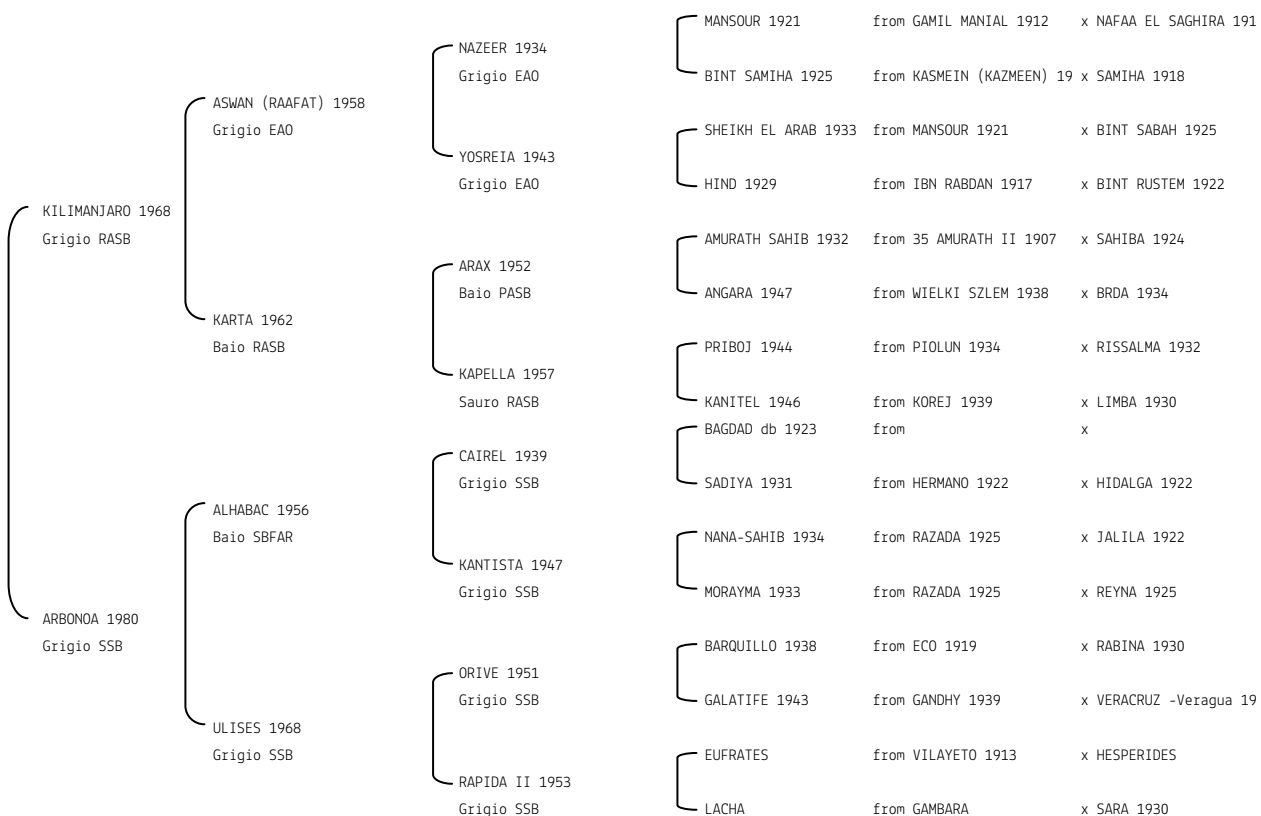 MANSOUR 1921 from GAMIL MANIAL 1912 x NAFAA EL SAGHIRA 191
NAZEER 1934
Grigio EAO BINT SAMIHA 1925 from KASMEIN (KAZMEEN) 19 x SAMIHA 1918
ASWAN (RAAFAT) 1958
Grigio EAO SHEIKH EL ARAB 1933 from MANSOUR 1921 x BINT SABAH 1925
YOSREIA 1943
Grigio EAO HIND 1929 from IBN RABDAN 1917 x BINT RUSTEM 1922
KILIMANJARO 1968
Grigio RASB AMURATH SAHIB 1932 from 35 AMURATH II 1907 x SAHIBA 1924
ARAX 1952
Baio PASB ANGARA 1947 from WIELKI SZLEM 1938 x BRDA 1934
KARTA 1962
Baio RASB PRIBOJ 1944 from PIOLUN 1934 x RISSALMA 1932
KAPELLA 1957
Sauro RASB KANITEL 1946 from KOREJ 1939 x LIMBA 1930
BAGDAD db 1923 from x
CAIREL 1939
Grigio SSB SADIYA 1931 from HERMANO 1922 x HIDALGA 1922
ALHABAC 1956
Baio SBFAR NANA-SAHIB 1934 from RAZADA 1925 x JALILA 1922
KANTISTA 1947
Grigio SSB MORAYMA 1933 from RAZADA 1925 x REYNA 1925
ARBONOA 1980
Grigio SSB BARQUILLO 1938 from ECO 1919 x RABINA 1930
ORIVE 1951
Grigio SSB GALATIFE 1943 from GANDHY 1939 x VERACRUZ -Veragua 19
ULISES 1968
Grigio SSB EUFRATES from VILAYETO 1913 x HESPERIDES
RAPIDA II 1953
Grigio SSB LACHA from GAMBARA x SARA 1930